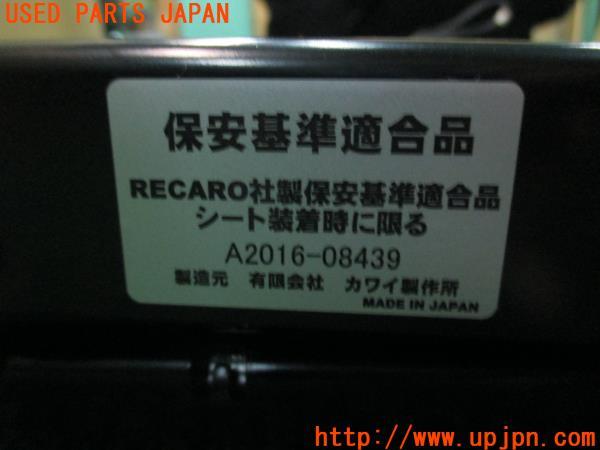 USED PARTS JAPAN
保安基準適合品
RECARO社製保安基準適合品
シート装着時に限る
A2016-08439
製造元 有限会社 カワイ製作所
MADE IN JAPAN
http://www.upjpn.com/